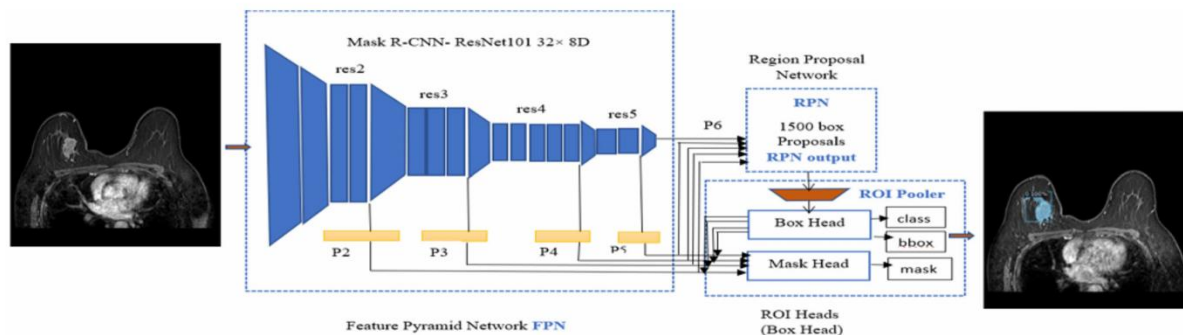 Mask R-CNN- ResNet101 32× 8D
res2
res3
res4
res5
P2
P3
P4
P5
P6
Feature Pyramid Network FPN
Region Proposal
Network
RPN
1500 box
Proposals
RPN output
ROI Pooler
Box Head
class
bbox
Mask Head
mask
ROI Heads
(Box Head)